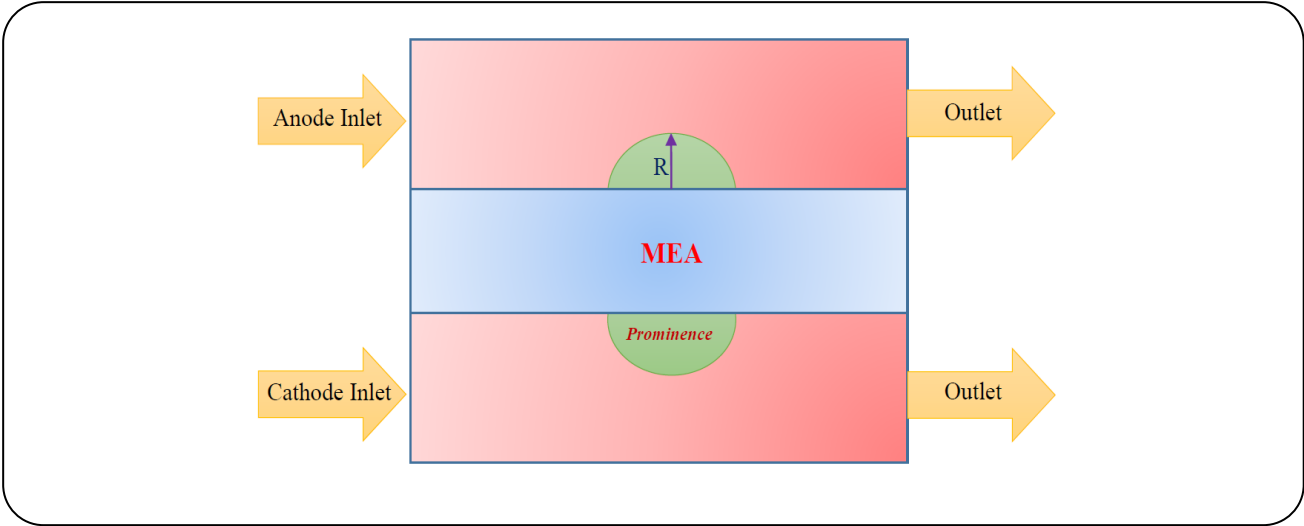 Anode Inlet
Outlet
R
MEA
Prominence
Cathode Inlet
Outlet